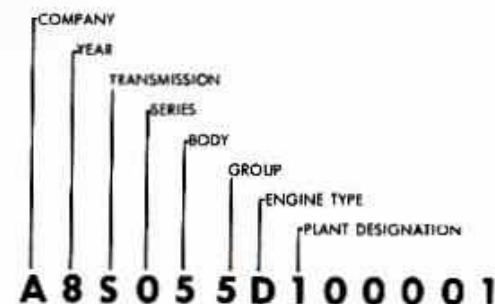 COMPANY
YEAR
TRANSMISSION
SERIES
BODY
GROUP
ENGINE TYPE
PLANT DESIGNATION
A 8 S 0 5 5 D 1 0 0 0 0 1